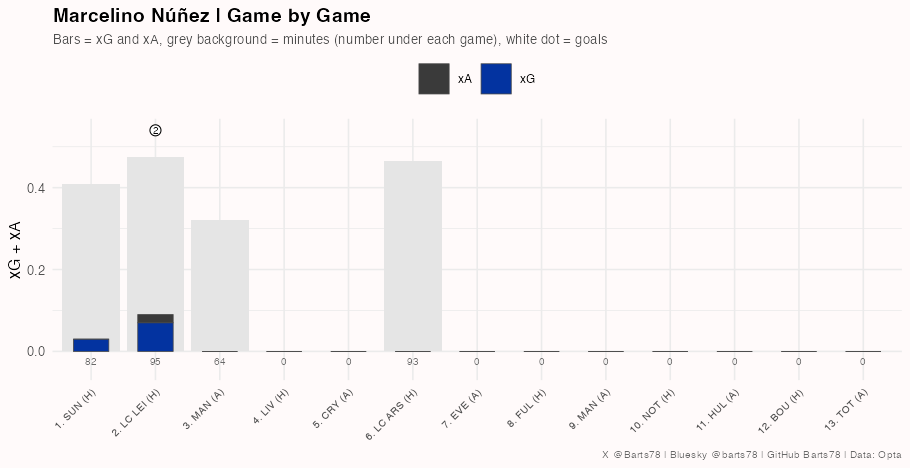 Marcelino Núñez | Game by Game
Bars = xG and xA, grey background = minutes (number under each game), white dot = goals
xA xG
2
xG + xA
0.4
0.2
0.0
82 95 64 0 0 93 0 0 0 0 0 0 0
1. SUN (H) 2. LC LEI (H) 3. MAN (A) 4. LIV (H) 5. CRY (A) 6. LC ARS (H) 7. EVE (A) 8. FUL (H) 9. MAN (A) 10. NOT (H) 11. HUL (A) 12. BOU (H) 13. TOT (A)
X @Barts78 | Bluesky @barts78 | GitHub Barts78 | Data: Opta